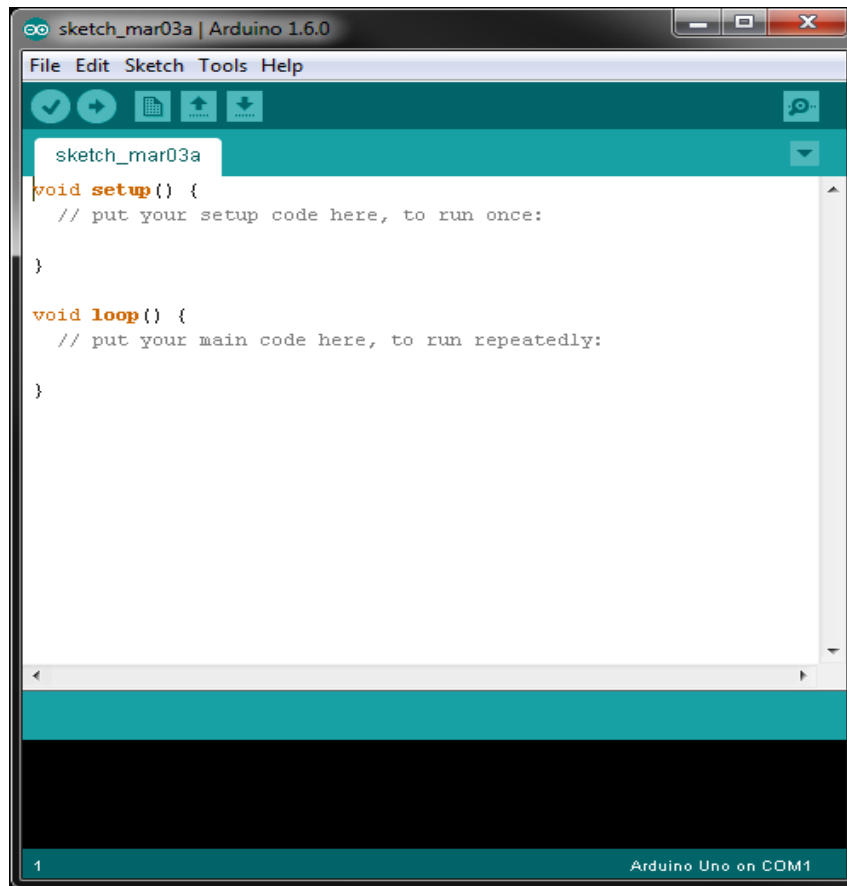 sketch_mar03a | Arduino 1.6.0
File Edit Sketch Tools Help
sketch_mar03a
void setup() {
  // put your setup code here, to run once:
}
void loop() {
  // put your main code here, to run repeatedly:
}
1 Arduino Uno on COM1